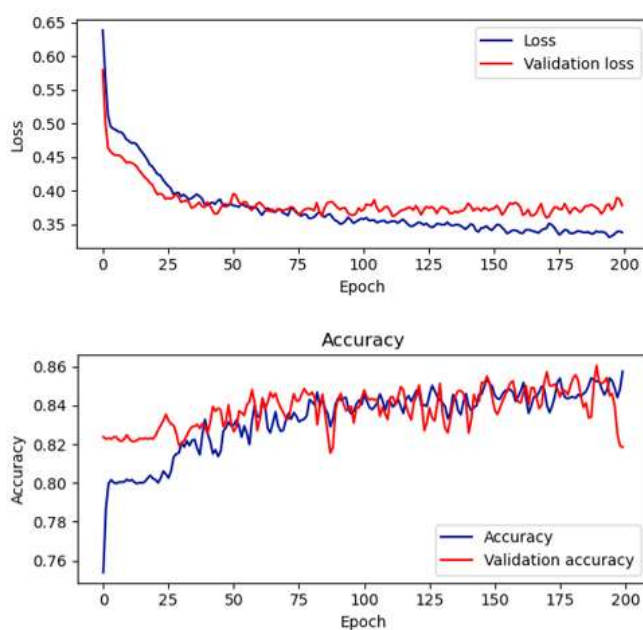 0.65
0.60
0.55
0.50
0.45
0.40
0.35
Loss
Loss
Validation loss
0 25 50 75 100 125 150 175 200
Epoch
Accuracy
0.86
0.84
0.82
0.80
0.78
0.76
Accuracy
Accuracy
Validation accuracy
0 25 50 75 100 125 150 175 200
Epoch